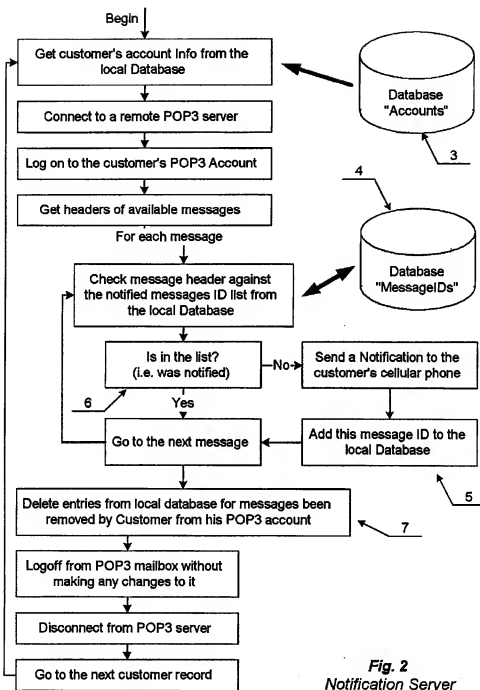 Begin
Get customer's account Info from the
local Database
Database
"Accounts"
3
Connect to a remote POP3 server
Log on to the customer's POP3 Account
4
Get headers of available messages
For each message
Check message header against
the notified messages ID list from
the local Database
Database
"MessageIDs"
Is in the list?
(i.e. was notified)
No
Send a Notification to the
customer's cellular phone
6
Yes
Go to the next message
Add this message ID to the
local Database
5
Delete entries from local database for messages been
removed by Customer from his POP3 account
7
Logoff from POP3 mailbox without
making any changes to it
Disconnect from POP3 server
Go to the next customer record
Fig. 2
Notification Server